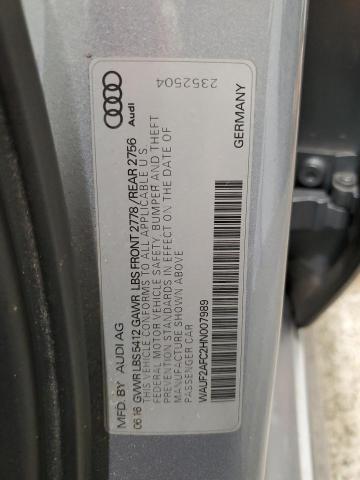 2352504
Audi
MFD. BY AUDI AG GERMANY
06.16 GVWR LBS 5412 GAWR LBS FRONT 2778 / REAR 2756
THIS VEHICLE CONFORMS TO ALL APPLICABLE U S
FEDERAL MOTOR VEHICLE SAFETY, BUMPER AND THEFT
PREVENTION STANDARDS IN EFFECT ON THE DATE OF
MANUFACTURE SHOWN ABOVE.
PASSENGER CAR
WAUF2AFC2HN007989